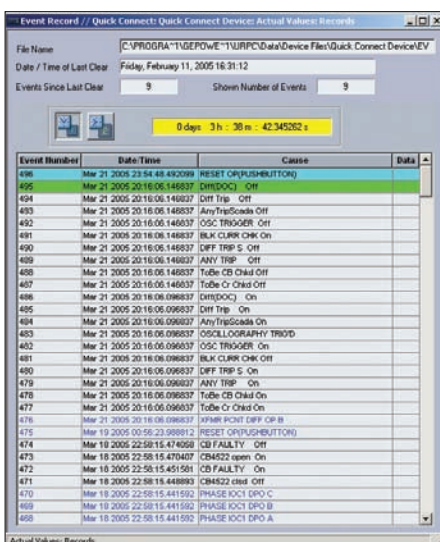 Event Record // Quick Connect: Quick Connect Device: Actual Values: Records
File Name C:\PROGRA~1\GEPOWE~1\URPC\Data\Device Files\Quick Connect Device\EV
Date / Time of Last Clear Friday, February 11, 2005 16:31:12
Events Since Last Clear 9 Shown Number of Events 9
0 days 3 h : 38 m : 42.345262 s
Event Number Date/Time Cause Data
496 Mar 21 2005 23:54:48.492099 RESET OP(PUSHBUTTON)
495 Mar 21 2005 20:16:06.146837 Diff(DOC) Off
494 Mar 21 2005 20:16:06.146837 Diff Trip Off
493 Mar 21 2005 20:16:06.146837 AnyTripScada Off
492 Mar 21 2005 20:16:06.146837 OSC TRIGGER Off
491 Mar 21 2005 20:16:06.146837 BLK CURR CHK On
490 Mar 21 2005 20:16:06.146837 DIFF TRIP S Off
489 Mar 21 2005 20:16:06.146837 ANY TRIP Off
488 Mar 21 2005 20:16:06.146837 ToBe CB Chkd Off
487 Mar 21 2005 20:16:06.146837 ToBe Cr Chkd Off
486 Mar 21 2005 20:16:06.096837 Diff(DOC) On
485 Mar 21 2005 20:16:06.096837 Diff Trip On
484 Mar 21 2005 20:16:06.096837 AnyTripScada On
483 Mar 21 2005 20:16:06.096837 OSCILLOGRAPHY TRIG'D
482 Mar 21 2005 20:16:06.096837 OSC TRIGGER On
481 Mar 21 2005 20:16:06.096837 BLK CURR CHK Off
480 Mar 21 2005 20:16:06.096837 DIFF TRIP S On
479 Mar 21 2005 20:16:06.096837 ANY TRIP On
478 Mar 21 2005 20:16:06.096837 ToBe CB Chkd On
477 Mar 21 2005 20:16:06.096837 ToBe Cr Chkd On
476 Mar 21 2005 20:16:06.096837 XFMR PCNT DIFF OP B
475 Mar 19 2005 00:56:23.988812 RESET OP(PUSHBUTTON)
474 Mar 18 2005 22:58:15.474058 CB FAULTY Off
473 Mar 18 2005 22:58:15.470407 CB4522 open On
472 Mar 18 2005 22:58:15.451581 CB FAULTY On
471 Mar 18 2005 22:58:15.448893 CB4522 clsd Off
470 Mar 18 2005 22:58:15.441592 PHASE IOC1 DPO C
469 Mar 18 2005 22:58:15.441592 PHASE IOC1 DPO B
468 Mar 18 2005 22:58:15.441592 PHASE IOC1 DPO A
Actual Values: Records